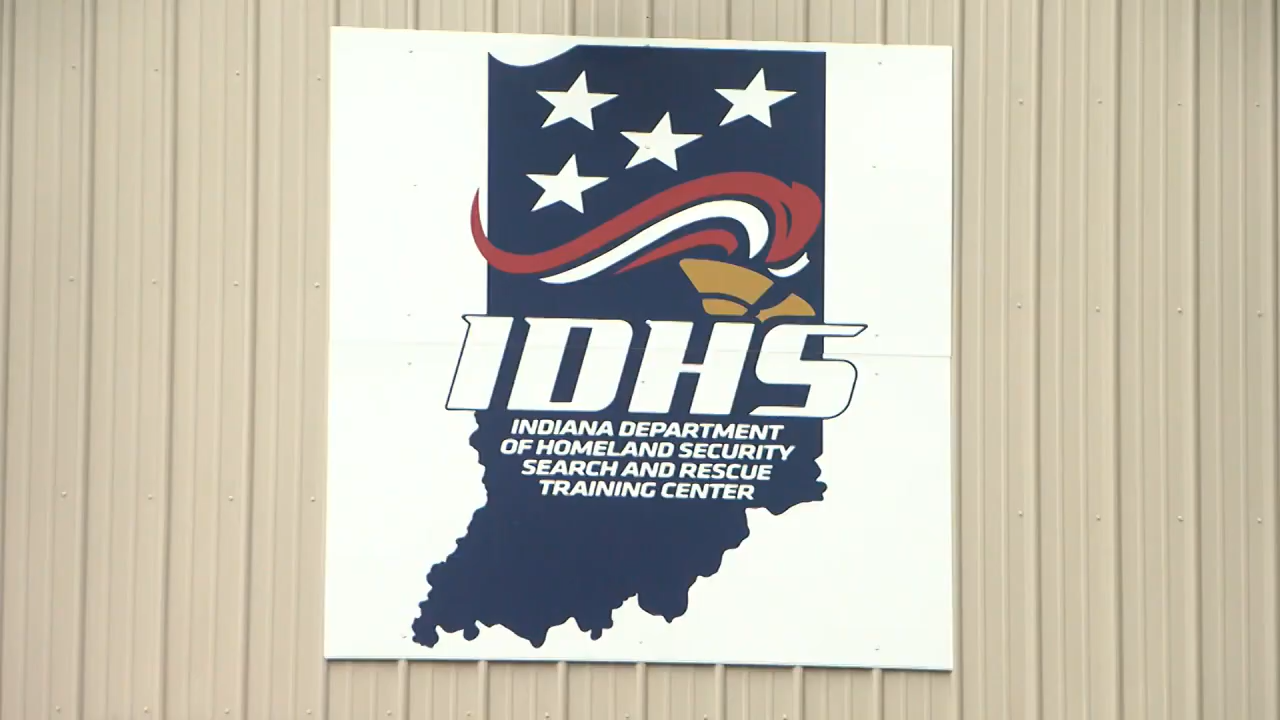 IDHS
INDIANA DEPARTMENT
OF HOMELAND SECURITY
SEARCH AND RESCUE
TRAINING CENTER